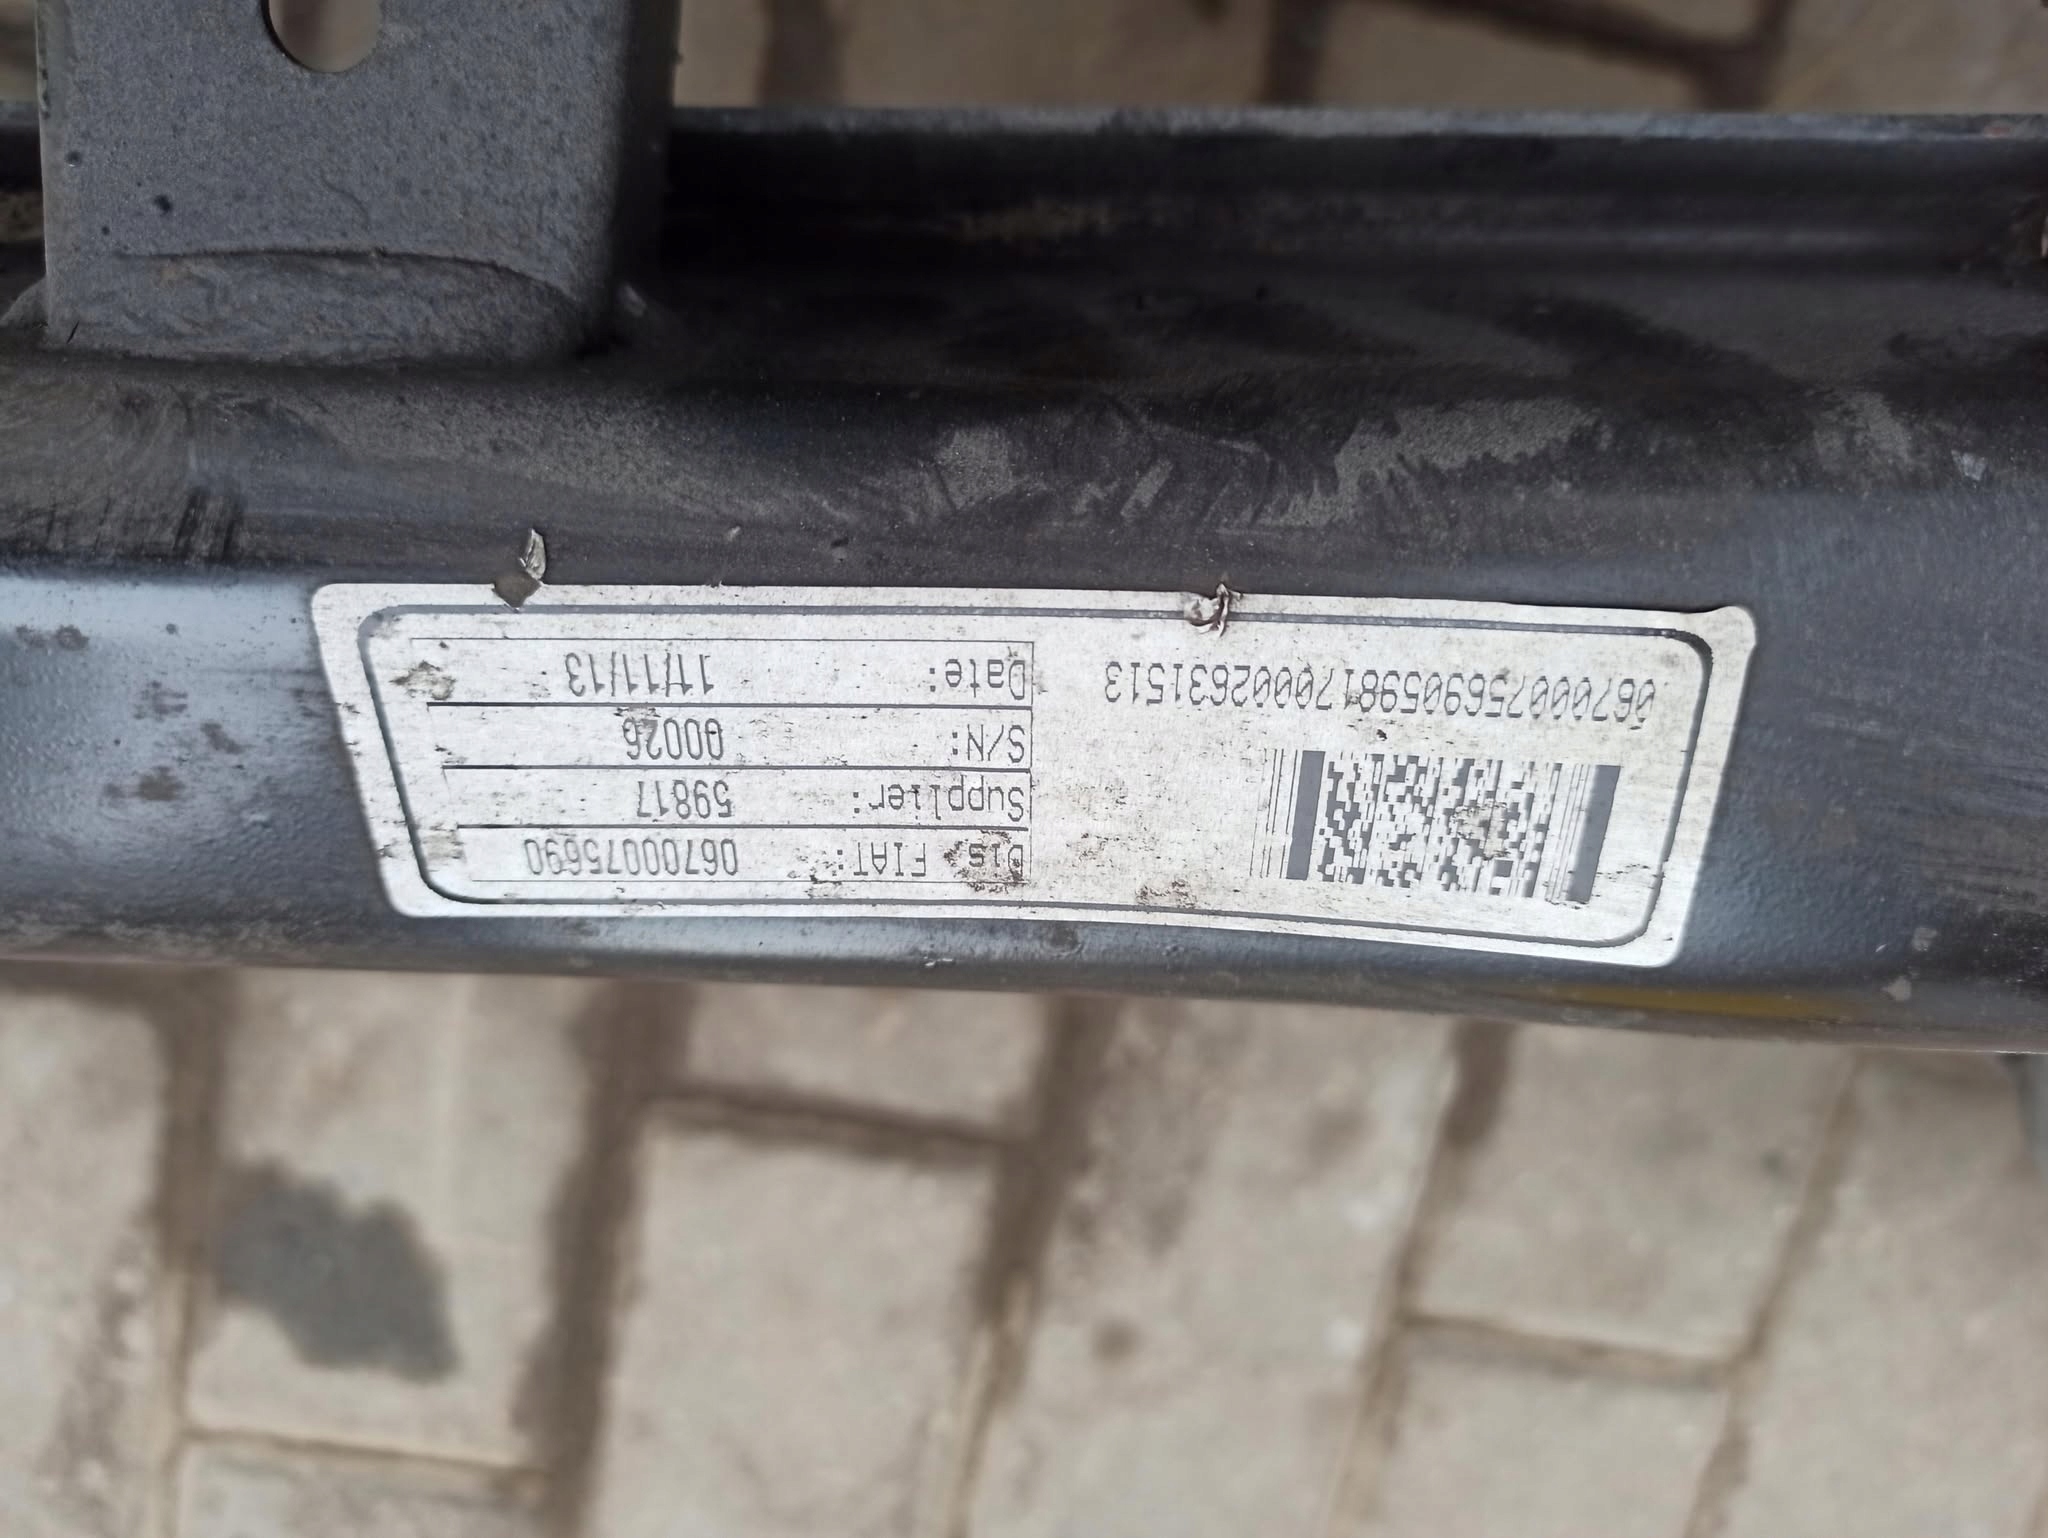 Dis FIAT: 06700075690
Supplier: 59817
S/N: 00026
Date: 11/11/13
06700075690598170002631513